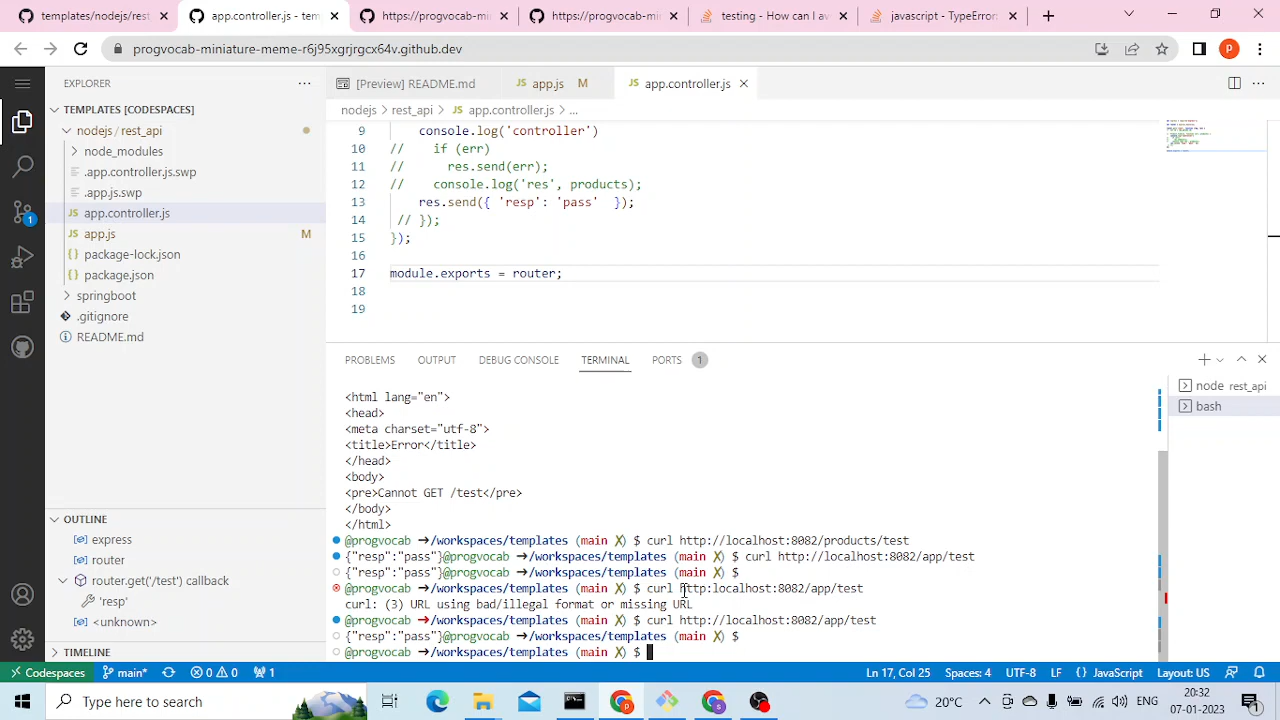 app.js - templates/nodejs/rest_a
app.controller.js - tem
https://progvocab-mi
https://progvocab-mi
testing - How can I av
javascript - TypeError:
progvocab-miniature-meme-r6j95xgrjrgcx64v.github.dev
P
EXPLORER
[Preview] README.md
JS app.js M
JS app.controller.js
TEMPLATES [CODESPACES]
nodejs > rest_api > JS app.controller.js > ...
nodejs / rest_api
node_modules
.app.controller.js.swp
.app.js.swp
JS app.controller.js
JS app.js M
package-lock.json
package.json
springboot
.gitignore
README.md
9 console.log('controller')
10 // if (err)
11 // res.send(err);
12 // console.log('res', products);
13 res.send({ 'resp': 'pass' });
14 // });
15 });
16
17 module.exports = router;
18
19
PROBLEMS OUTPUT DEBUG CONSOLE TERMINAL PORTS 1
node rest_api
bash
<html lang="en">
<head>
<meta charset="utf-8">
<title>Error</title>
</head>
<body>
<pre>Cannot GET /test</pre>
</body>
</html>
@progvocab ➜/workspaces/templates (main ✗) $ curl http://localhost:8082/products/test
{"resp":"pass"}@progvocab ➜/workspaces/templates (main ✗) $ curl http://localhost:8082/app/test
{"resp":"pass"}@progvocab ➜/workspaces/templates (main ✗) $
@progvocab ➜/workspaces/templates (main ✗) $ curl http:localhost:8082/app/test
curl: (3) URL using bad/illegal format or missing URL
@progvocab ➜/workspaces/templates (main ✗) $ curl http://localhost:8082/app/test
{"resp":"pass"}@progvocab ➜/workspaces/templates (main ✗) $
@progvocab ➜/workspaces/templates (main ✗) $
OUTLINE
express
router
router.get('/test') callback
'resp'
<unknown>
TIMELINE
Codespaces main* 0 0 1 Ln 17, Col 25 Spaces: 4 UTF-8 LF {} JavaScript Layout: US
Type here to search
20°C
20:32
07-01-2023